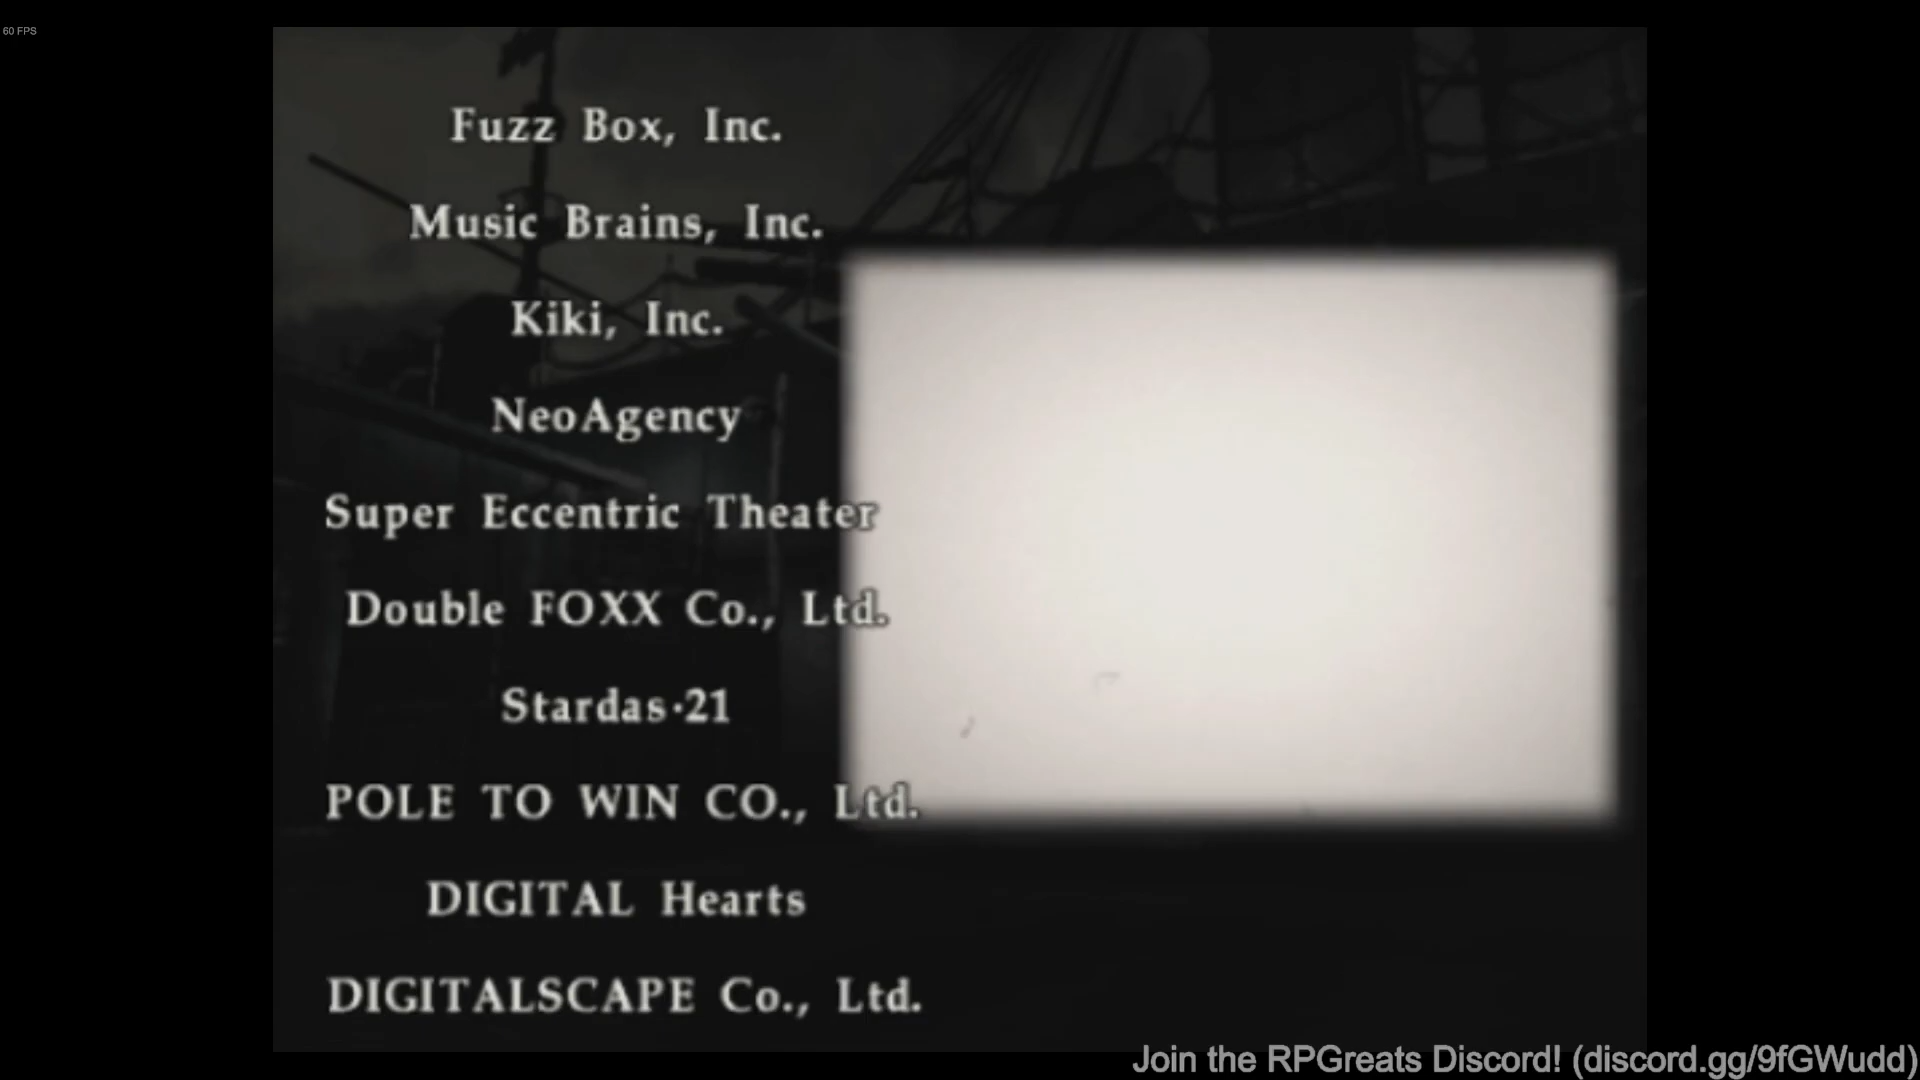 60 FPS
Fuzz Box, Inc.
Music Brains, Inc.
Kiki, Inc.
NeoAgency
Super Eccentric Theater
Double FOXX Co., Ltd.
Stardas·21
POLE TO WIN CO., Ltd.
DIGITAL Hearts
DIGITALSCAPE Co., Ltd.
Join the RPGreats Discord! (discord.gg/9fGWudd)